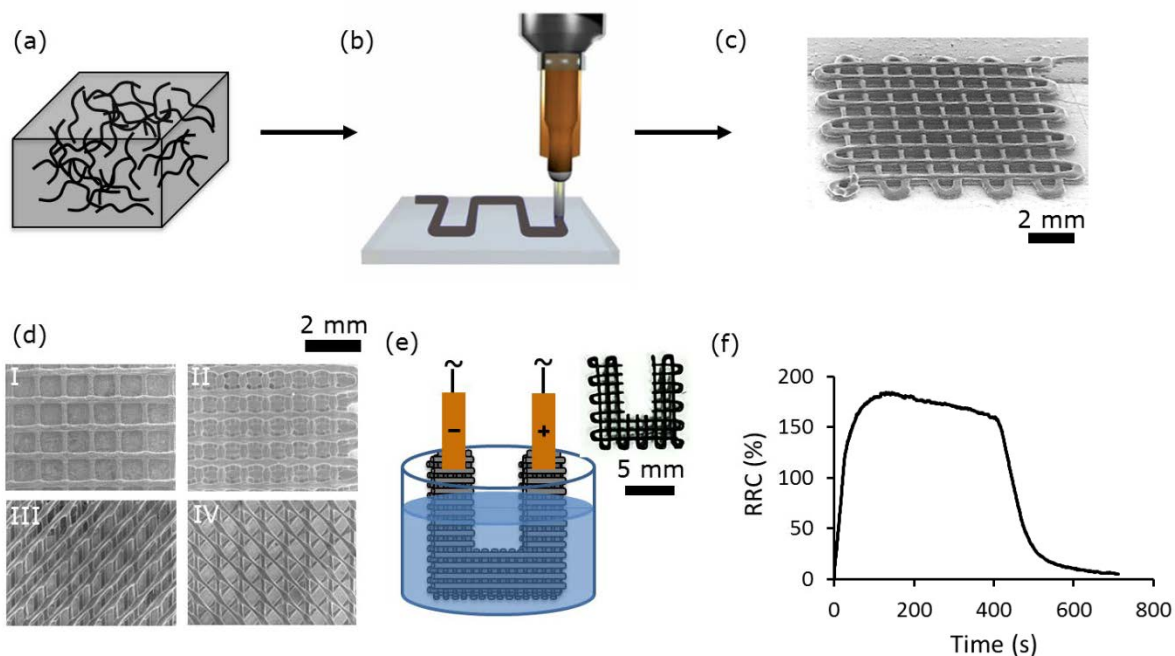 (a)
(b)
(c)
2 mm
(d)
2 mm
I
II
III
IV
(e)
~
~
−
+
5 mm
(f)
RRC (%)
200
150
100
50
0
0
200
400
600
800
Time (s)